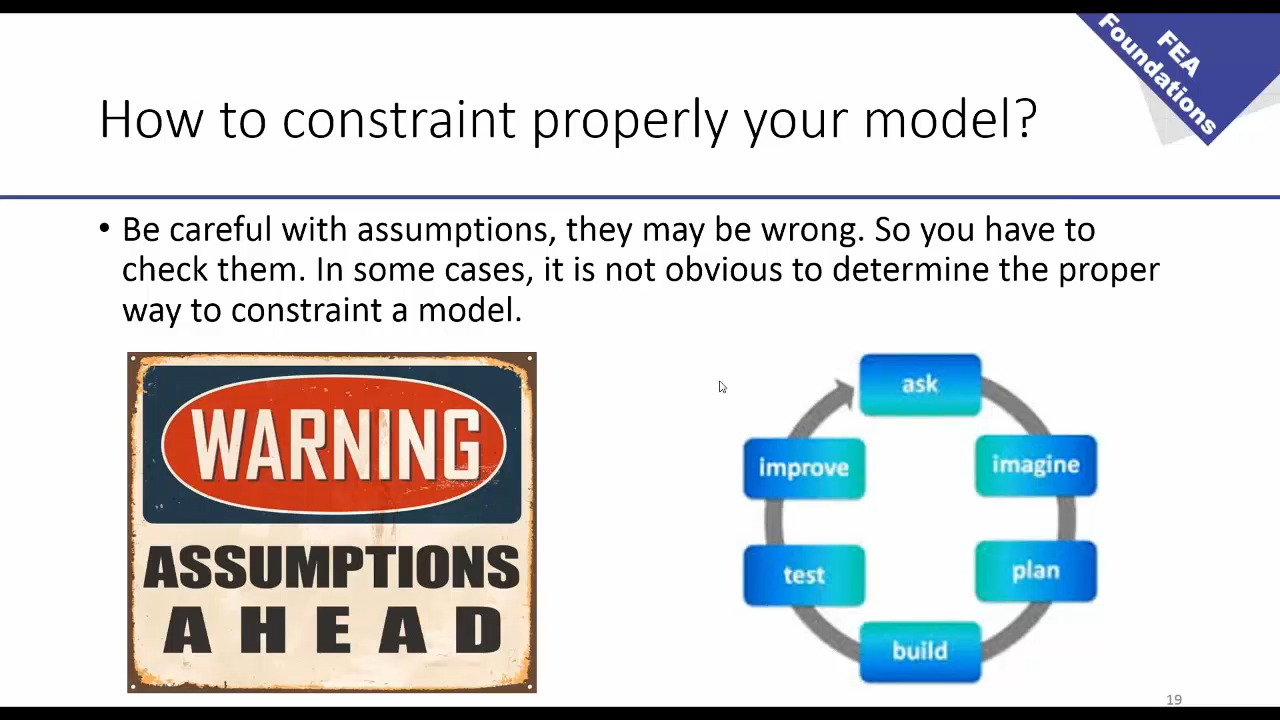 FEA
Foundations
How to constraint properly your model?
• Be careful with assumptions, they may be wrong. So you have to
check them. In some cases, it is not obvious to determine the proper
way to constraint a model.
WARNING
ASSUMPTIONS
AHEAD
ask
imagine
plan
build
test
improve
19